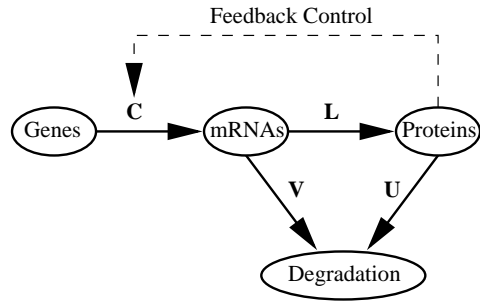 Feedback Control
C
Genes
mRNAs
L
Proteins
V
U
Degradation